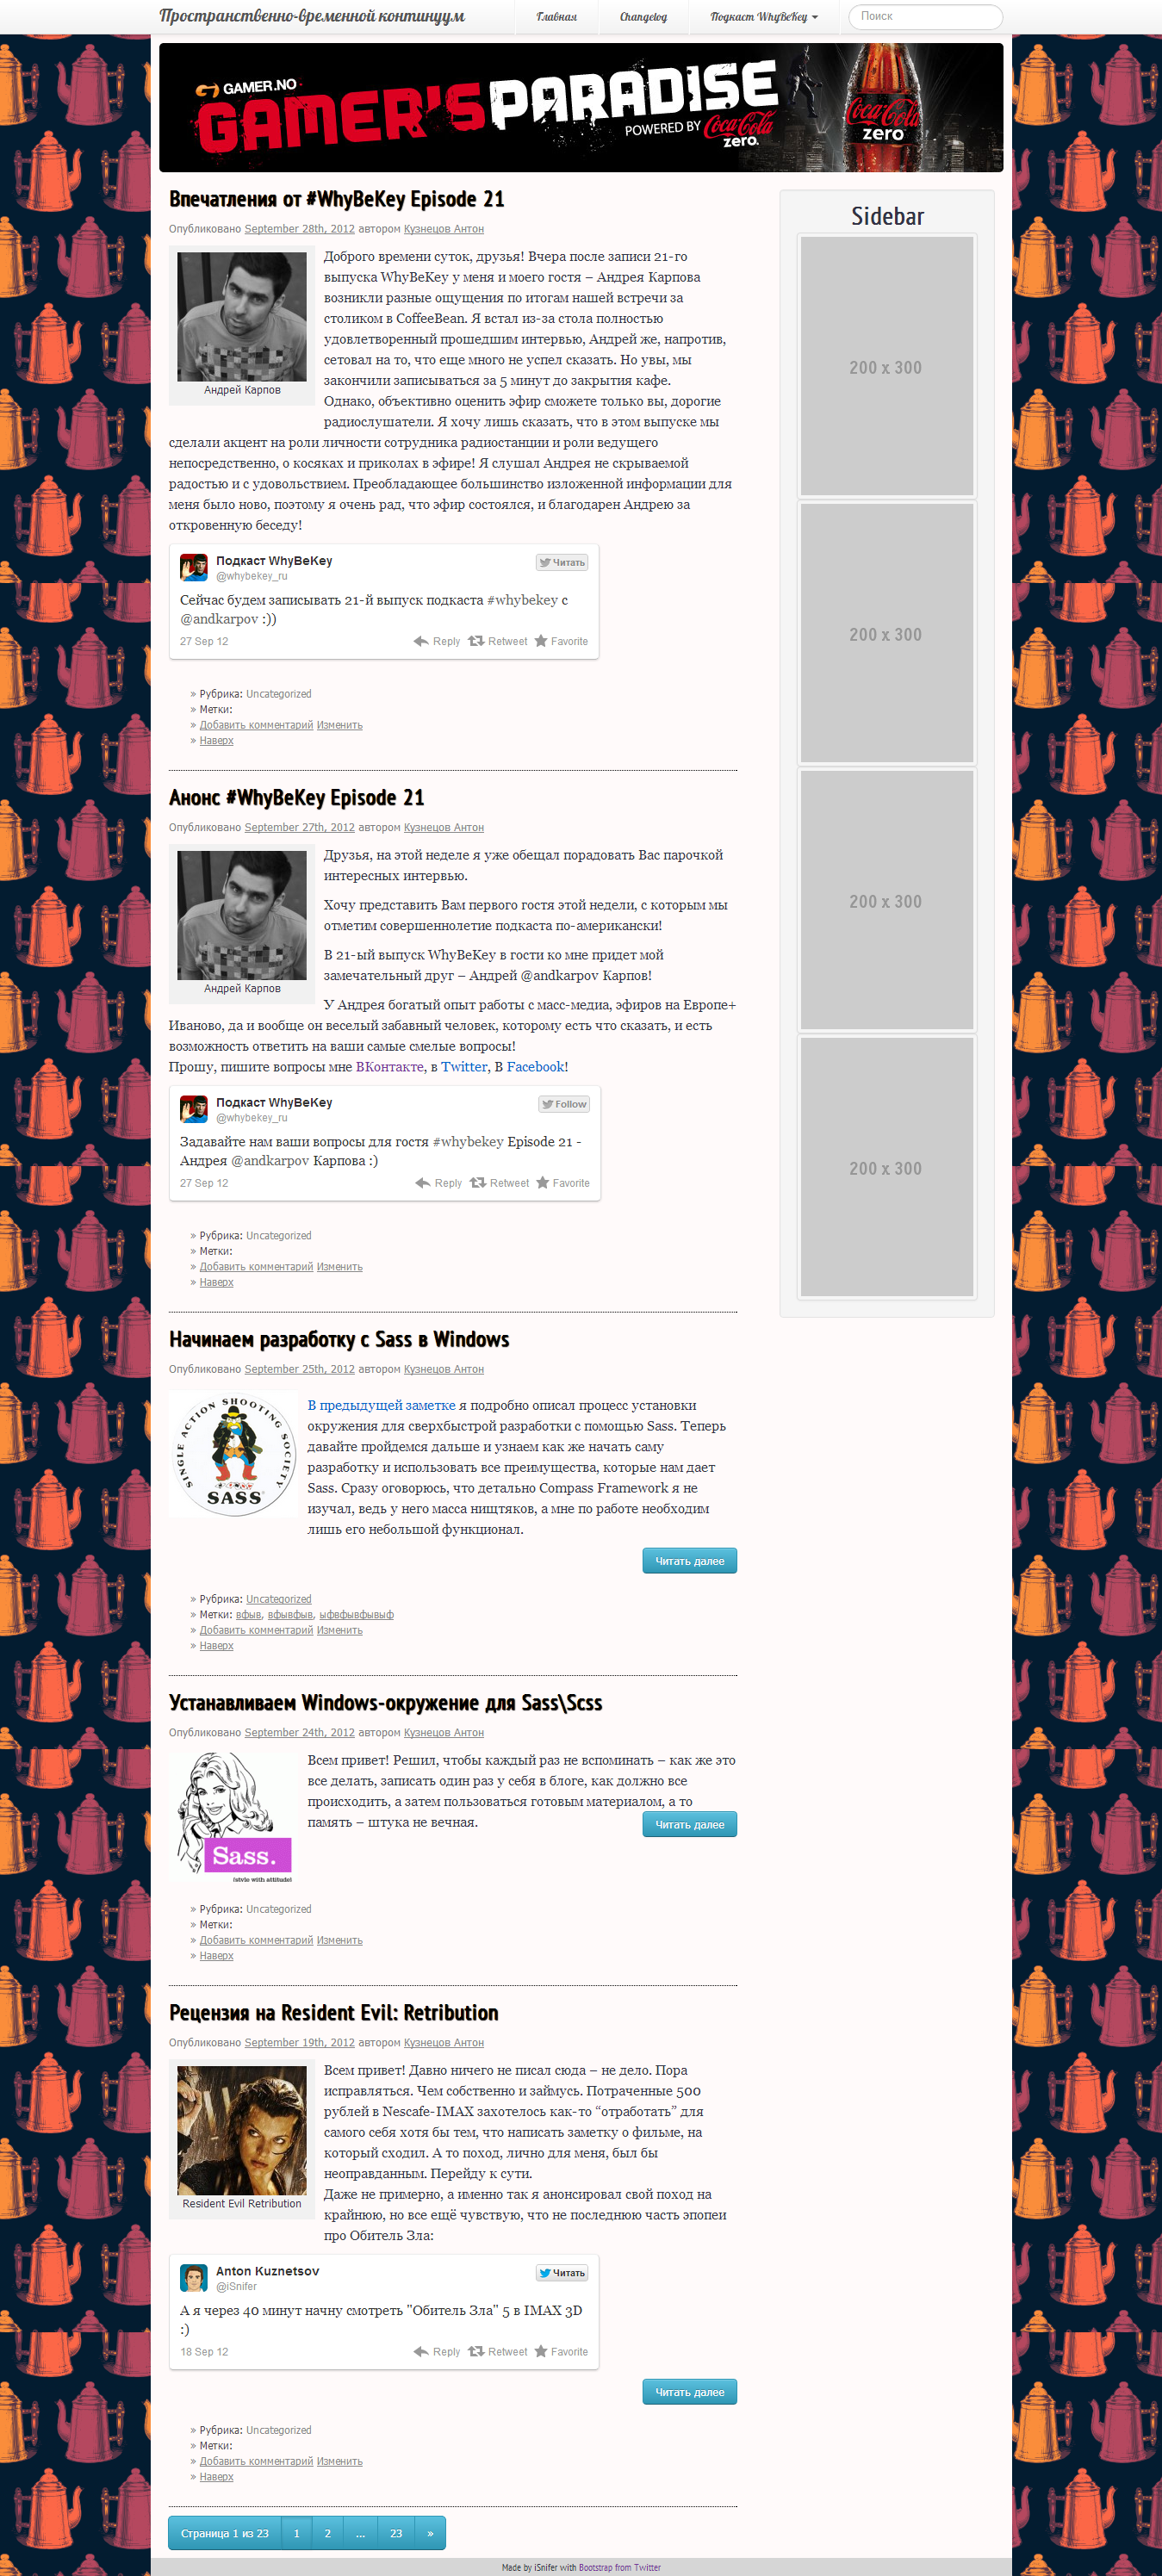 Пространственно-временной континуум
Главная
Changelog
Подкаст WhyBeKey
Поиск
GAMER.NO
GAMER'S PARADISE
POWERED BY Coca-Cola
zero.
Coca-Cola
zero
Впечатления от #WhyBeKey Episode 21
Опубликовано September 28th, 2012 автором Кузнецов Антон
Андрей Карпов
Доброго времени суток, друзья! Вчера после записи 21-го
выпуска WhyBeKey у меня и моего гостя – Андрея Карпова
возникли разные ощущения по итогам нашей встречи за
столиком в CoffeeBean. Я встал из-за стола полностью
удовлетворенный прошедшим интервью, Андрей же, напротив,
сетовал на то, что еще много не успел сказать. Но увы, мы
закончили записываться за 5 минут до закрытия кафе.
Однако, объективно оценить эфир сможете только вы, дорогие
радиослушатели. Я хочу лишь сказать, что в этом выпуске мы
сделали акцент на роли личности сотрудника радиостанции и роли ведущего
непосредственно, о косяках и приколах в эфире! Я слушал Андрея не скрываемой
радостью и с удовольствием. Преобладающее большинство изложенной информации для
меня было ново, поэтому я очень рад, что эфир состоялся, и благодарен Андрею за
откровенную беседу!
Подкаст WhyBeKey
@whybekey_ru
Читать
Сейчас будем записывать 21-й выпуск подкаста #whybekey с
@andkarpov :))
27 Sep 12 Reply Retweet Favorite
» Рубрика: Uncategorized
» Метки:
» Добавить комментарий Изменить
» Наверх
Анонс #WhyBeKey Episode 21
Опубликовано September 27th, 2012 автором Кузнецов Антон
Андрей Карпов
Друзья, на этой неделе я уже обещал порадовать Вас парочкой
интересных интервью.
Хочу представить Вам первого гостя этой недели, с которым мы
отметим совершеннолетие подкаста по-американски!
В 21-ый выпуск WhyBeKey в гости ко мне придет мой
замечательный друг – Андрей @andkarpov Карпов!
У Андрея богатый опыт работы с масс-медиа, эфиров на Европе+
Иваново, да и вообще он веселый забавный человек, которому есть что сказать, и есть
возможность ответить на ваши самые смелые вопросы!
Прошу, пишите вопросы мне ВКонтакте, в Twitter, В Facebook!
Подкаст WhyBeKey
@whybekey_ru
Follow
Задавайте нам ваши вопросы для гостя #whybekey Episode 21 -
Андрея @andkarpov Карпова :)
27 Sep 12 Reply Retweet Favorite
» Рубрика: Uncategorized
» Метки:
» Добавить комментарий Изменить
» Наверх
Начинаем разработку с Sass в Windows
Опубликовано September 25th, 2012 автором Кузнецов Антон
SINGLE ACTION SHOOTING SOCIETY
SASS
В предыдущей заметке я подробно описал процесс установки
окружения для сверхбыстрой разработки с помощью Sass. Теперь
давайте пройдемся дальше и узнаем как же начать саму
разработку и использовать все преимущества, которые нам дает
Sass. Сразу оговорюсь, что детально Compass Framework я не
изучал, ведь у него масса ништяков, а мне по работе необходим
лишь его небольшой функционал.
Читать далее
» Рубрика: Uncategorized
» Метки: вфыв, вфывфыв, ыфвфывфывыф
» Добавить комментарий Изменить
» Наверх
Устанавливаем Windows-окружение для Sass\Scss
Опубликовано September 24th, 2012 автором Кузнецов Антон
Sass.
/style with attitude/
Всем привет! Решил, чтобы каждый раз не вспоминать – как же это
все делать, записать один раз у себя в блоге, как должно все
происходить, а затем пользоваться готовым материалом, а то
память – штука не вечная.
Читать далее
» Рубрика: Uncategorized
» Метки:
» Добавить комментарий Изменить
» Наверх
Рецензия на Resident Evil: Retribution
Опубликовано September 19th, 2012 автором Кузнецов Антон
Resident Evil Retribution
Всем привет! Давно ничего не писал сюда – не дело. Пора
исправляться. Чем собственно и займусь. Потраченные 500
рублей в Nescafe-IMAX захотелось как-то “отработать” для
самого себя хотя бы тем, что написать заметку о фильме, на
который сходил. А то поход, лично для меня, был бы
неоправданным. Перейду к сути.
Даже не примерно, а именно так я анонсировал свой поход на
крайнюю, но все ещё чувствую, что не последнюю часть эпопеи
про Обитель Зла:
Anton Kuznetsov
@iSnifer
Читать
А я через 40 минут начну смотреть "Обитель Зла" 5 в IMAX 3D
:)
18 Sep 12 Reply Retweet Favorite
Читать далее
» Рубрика: Uncategorized
» Метки:
» Добавить комментарий Изменить
» Наверх
Страница 1 из 23 1 2 ... 23 »
Sidebar
200 x 300
200 x 300
200 x 300
200 x 300
Made by iSnifer with Bootstrap from Twitter